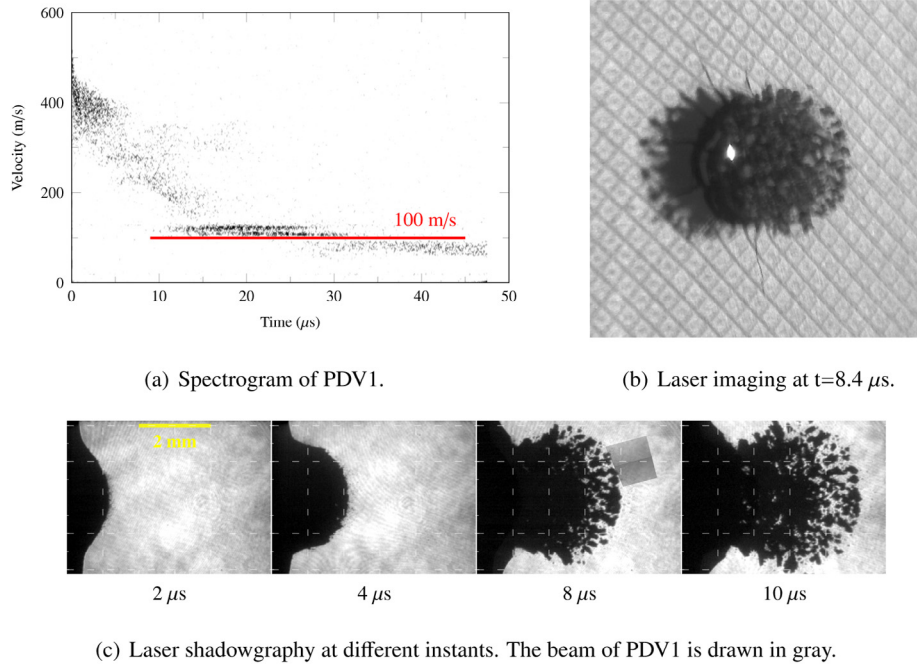 600
400
200
0
Velocity (m/s)
100 m/s
0 10 20 30 40 50
Time (μs)
(a) Spectrogram of PDV1.
(b) Laser imaging at t=8.4 μs.
2 mm
2 μs 4 μs 8 μs 10 μs
(c) Laser shadowgraphy at different instants. The beam of PDV1 is drawn in gray.